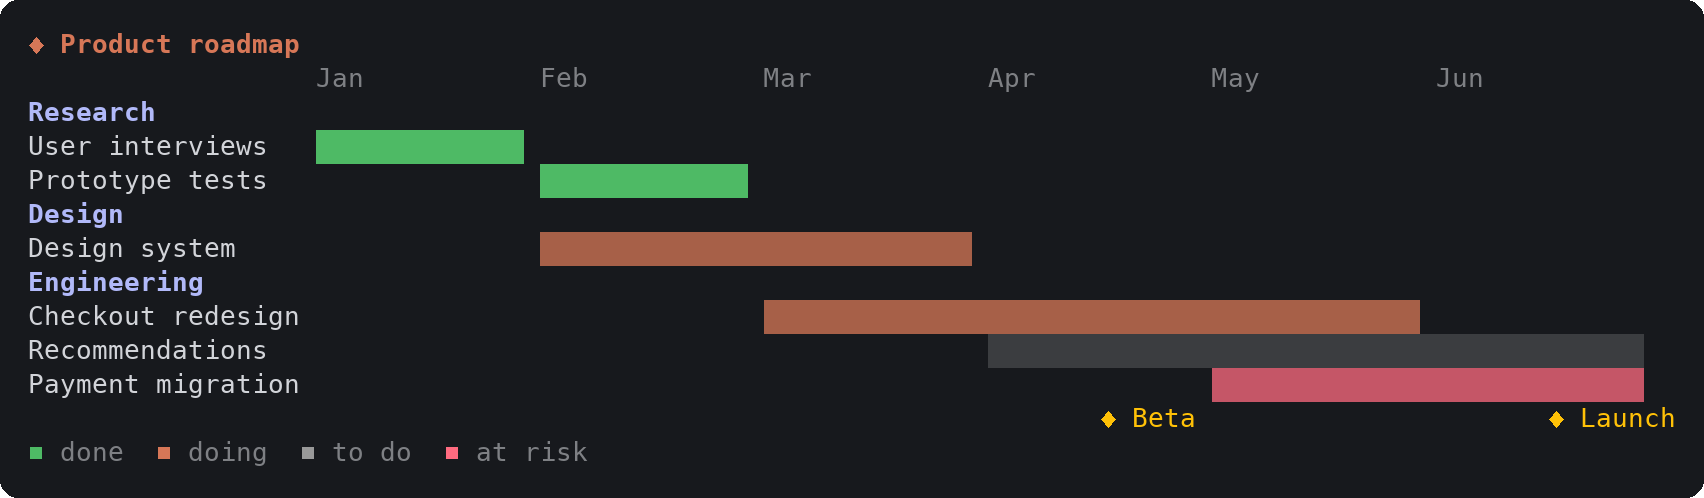 ♦ Product roadmap
Jan Feb Mar Apr May Jun
Research
User interviews
Prototype tests
Design
Design system
Engineering
Checkout redesign
Recommendations
Payment migration
♦ Beta ♦ Launch
■ done ■ doing ■ to do ■ at risk